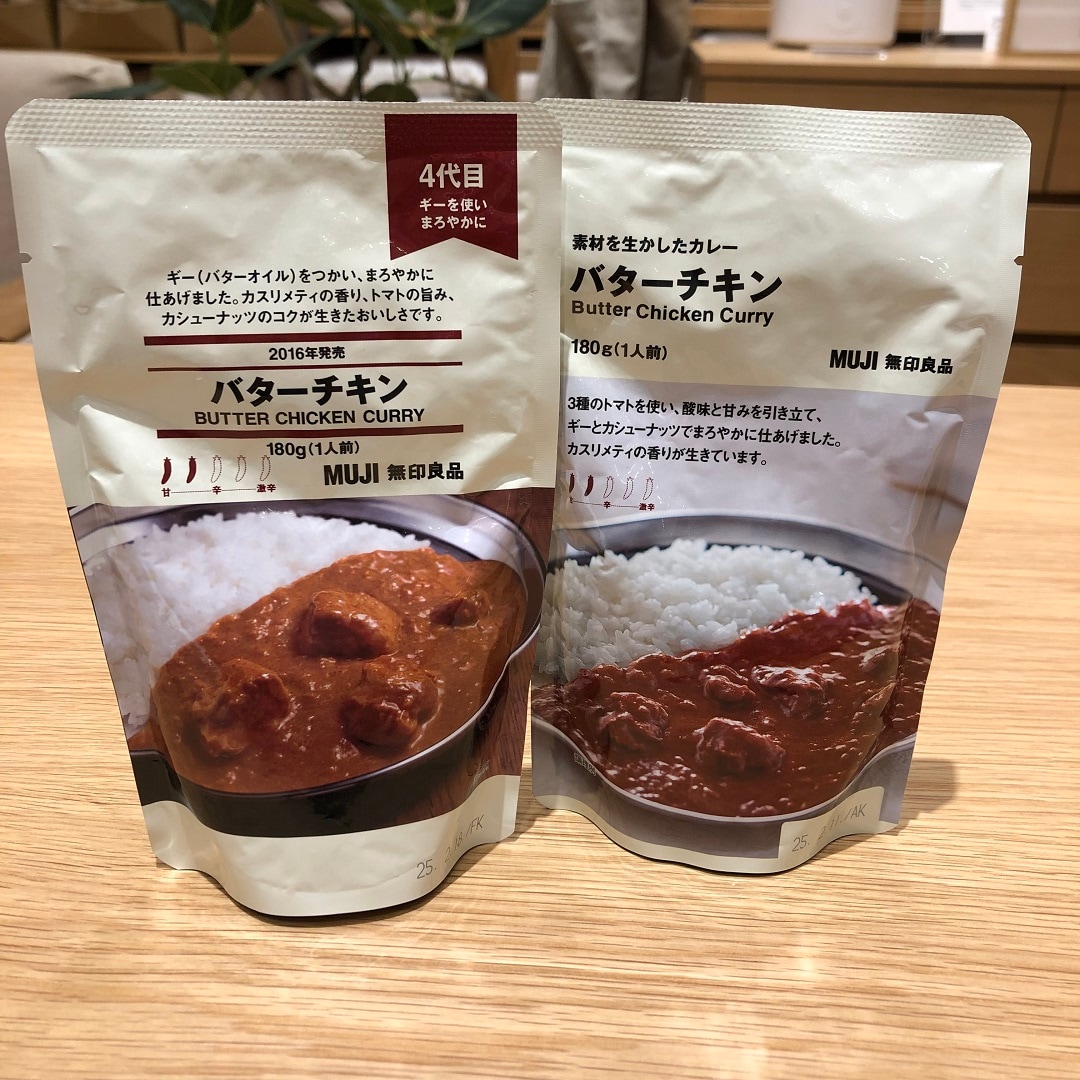 4代目
ギーを使い
まろやかに
ギー(バターオイル)をつかい、まろやかに
仕あげました。カスリメティの香り、トマトの旨み、
カシューナッツのコクが生きたおいしさです。
2016年発売
バターチキン
BUTTER CHICKEN CURRY
180g(1人前)
甘 辛 激辛
MUJI 無印良品
25.
/FK
素材を生かしたカレー
バターチキン
Butter Chicken Curry
180g(1人前)
MUJI 無印良品
3種のトマトを使い、酸味と甘みを引き立て、
ギーとカシューナッツでまろやかに仕あげました。
カスリメティの香りが生きています。
辛 激辛
25.
/AK